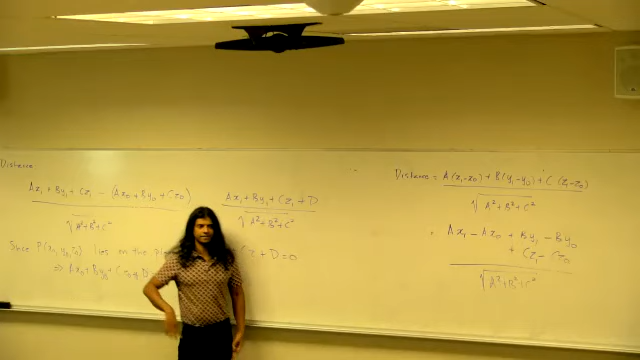 Distance
Ax₁ + By₁ + Cz₁ - (Ax₀ + By₀ + Cz₀)
√A²+B²+C²
Ax₁ + By₁ + Cz₁ + D
√A²+B²+C²
Since P(x₀, y₀, z₀) lies on the
+ D = 0
⇒ Ax₀ + By₀ +
Distance = A(x₁-x₀) + B(y₁-y₀) + C(z₁-z₀)
√A²+B²+C²
Ax₁ - Ax₀ + By₁ - By₀
+ Cz₁ - Cz₀
√A²+B²+C²